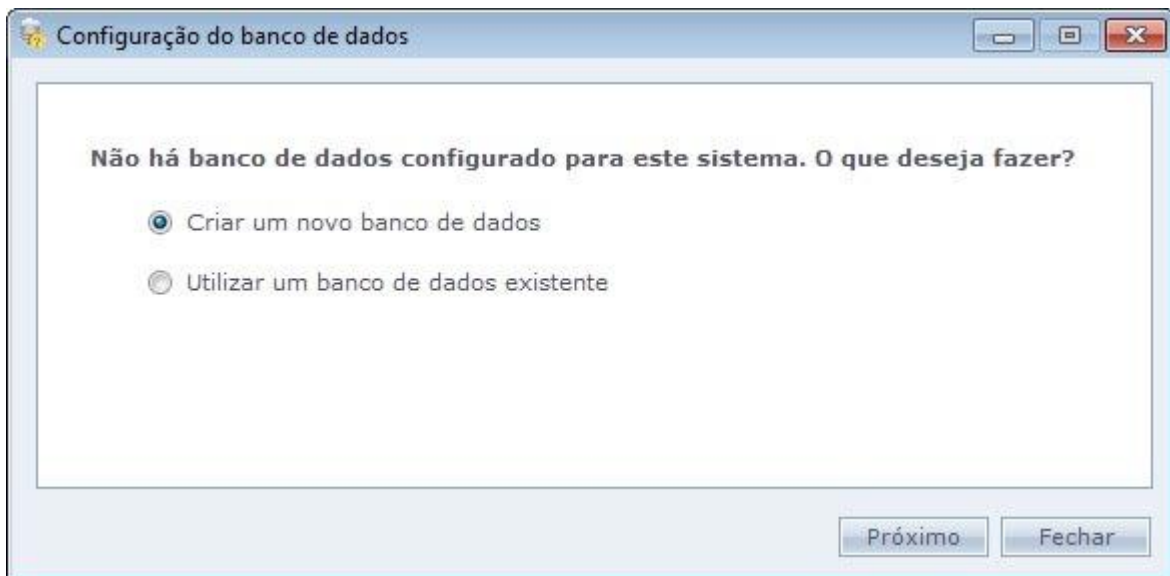 Configuração do banco de dados
Não há banco de dados configurado para este sistema. O que deseja fazer?
Criar um novo banco de dados
Utilizar um banco de dados existente
Próximo
Fechar